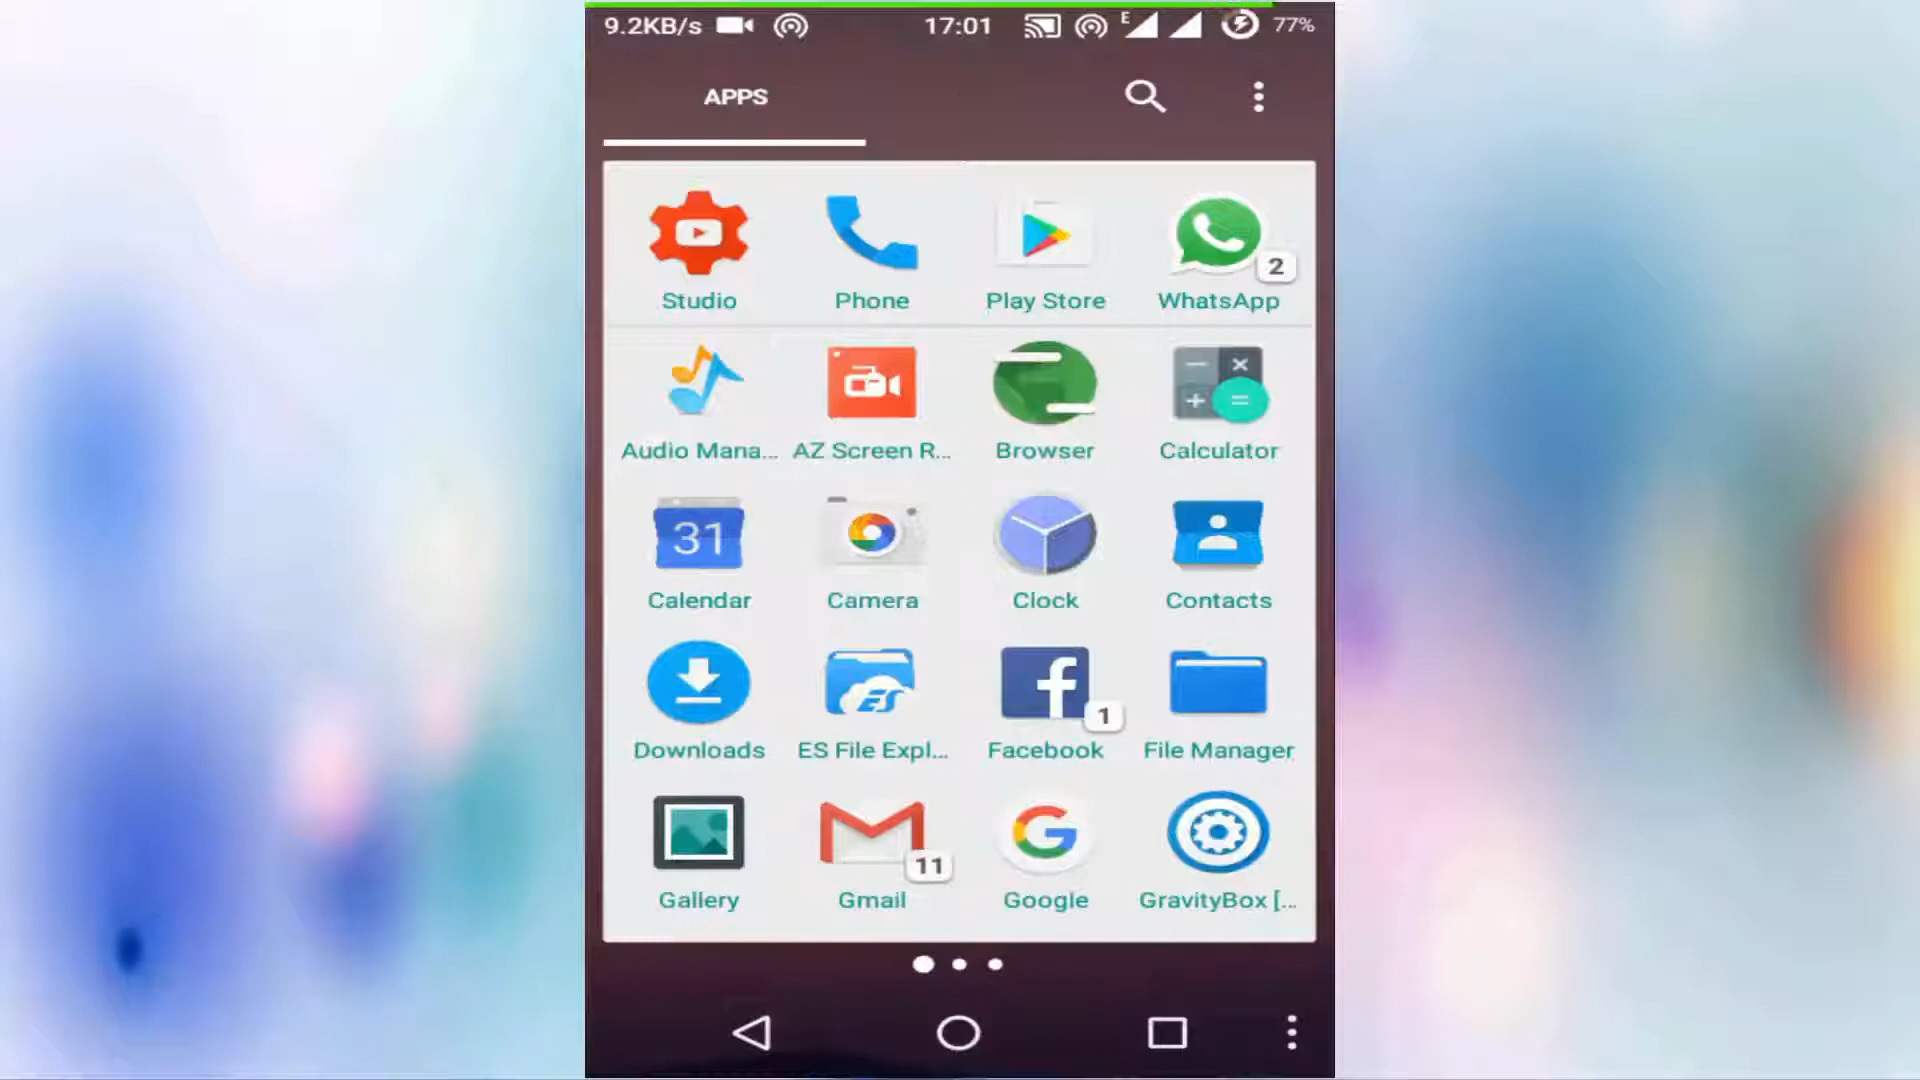 9.2KB/s 17:01 E 77%
APPS
2
Studio Phone Play Store WhatsApp
Audio Mana... AZ Screen R... Browser Calculator
31
Calendar Camera Clock Contacts
ES 1
Downloads ES File Expl... Facebook File Manager
11
Gallery Gmail Google GravityBox [...